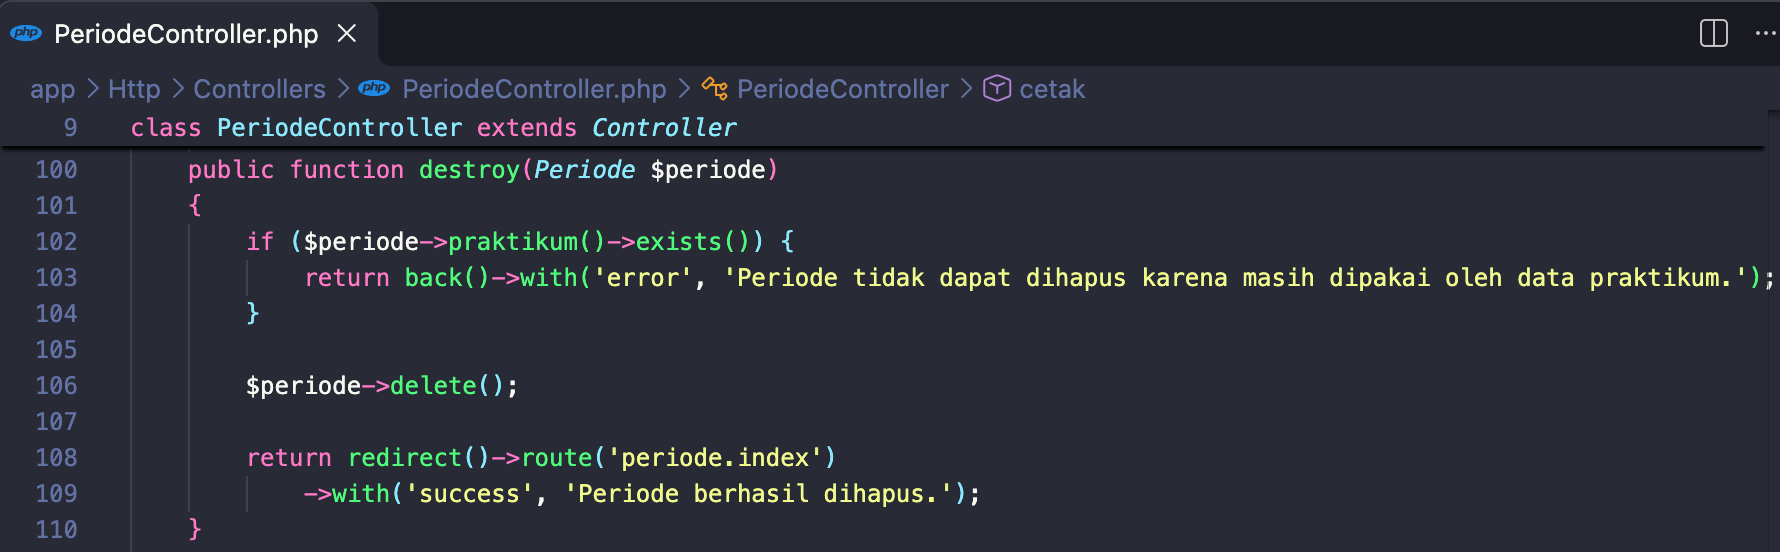 php PeriodeController.php
app > Http > Controllers > php PeriodeController.php > PeriodeController > cetak
9 class PeriodeController extends Controller
100 public function destroy(Periode $periode)
101 {
102 if ($periode->praktikum()->exists()) {
103 return back()->with('error', 'Periode tidak dapat dihapus karena masih dipakai oleh data praktikum.');
104 }
105
106 $periode->delete();
107
108 return redirect()->route('periode.index')
109 ->with('success', 'Periode berhasil dihapus.');
110 }